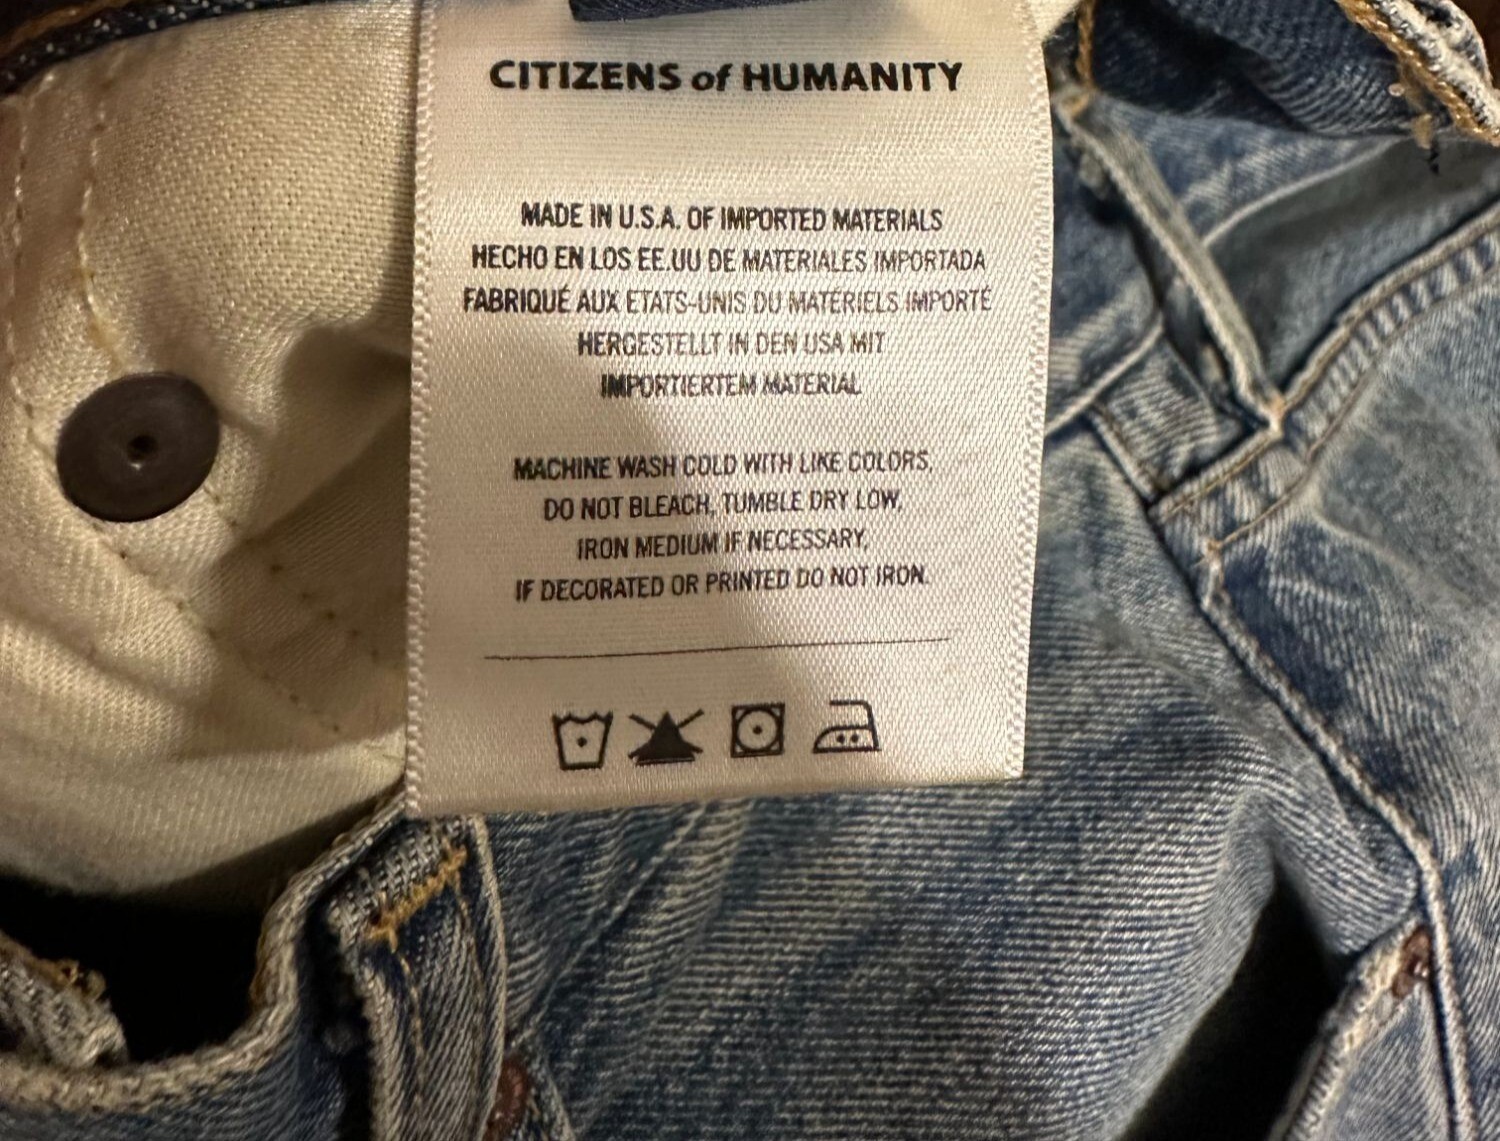 CITIZENS of HUMANITY
MADE IN U.S.A. OF IMPORTED MATERIALS
HECHO EN LOS EE.UU DE MATERIALES IMPORTADA
FABRIQUÉ AUX ETATS-UNIS DU MATÉRIELS IMPORTÉ
HERGESTELLT IN DEN USA MIT
IMPORTIERTEM MATERIAL
MACHINE WASH COLD WITH LIKE COLORS,
DO NOT BLEACH, TUMBLE DRY LOW,
IRON MEDIUM IF NECESSARY,
IF DECORATED OR PRINTED DO NOT IRON.